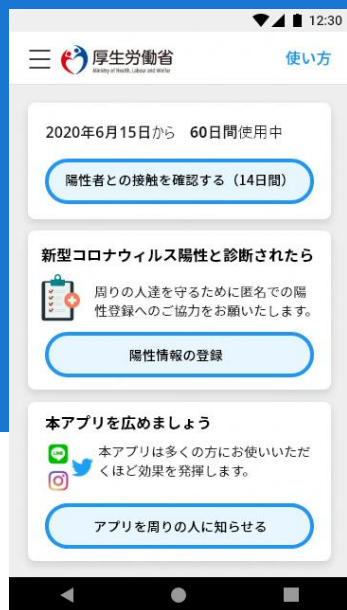 12:30
厚生労働省
Ministry of Health, Labour and Welfare
使い方
2020年6月15日から 60日間使用中
陽性者との接触を確認する（14日間）
新型コロナウィルス陽性と診断されたら
周りの人達を守るために匿名での陽
性登録へのご協力をお願いいたします。
陽性情報の登録
本アプリを広めましょう
LINE
本アプリは多くの方にお使いいただ
くほど効果を発揮します。
アプリを周りの人に知らせる